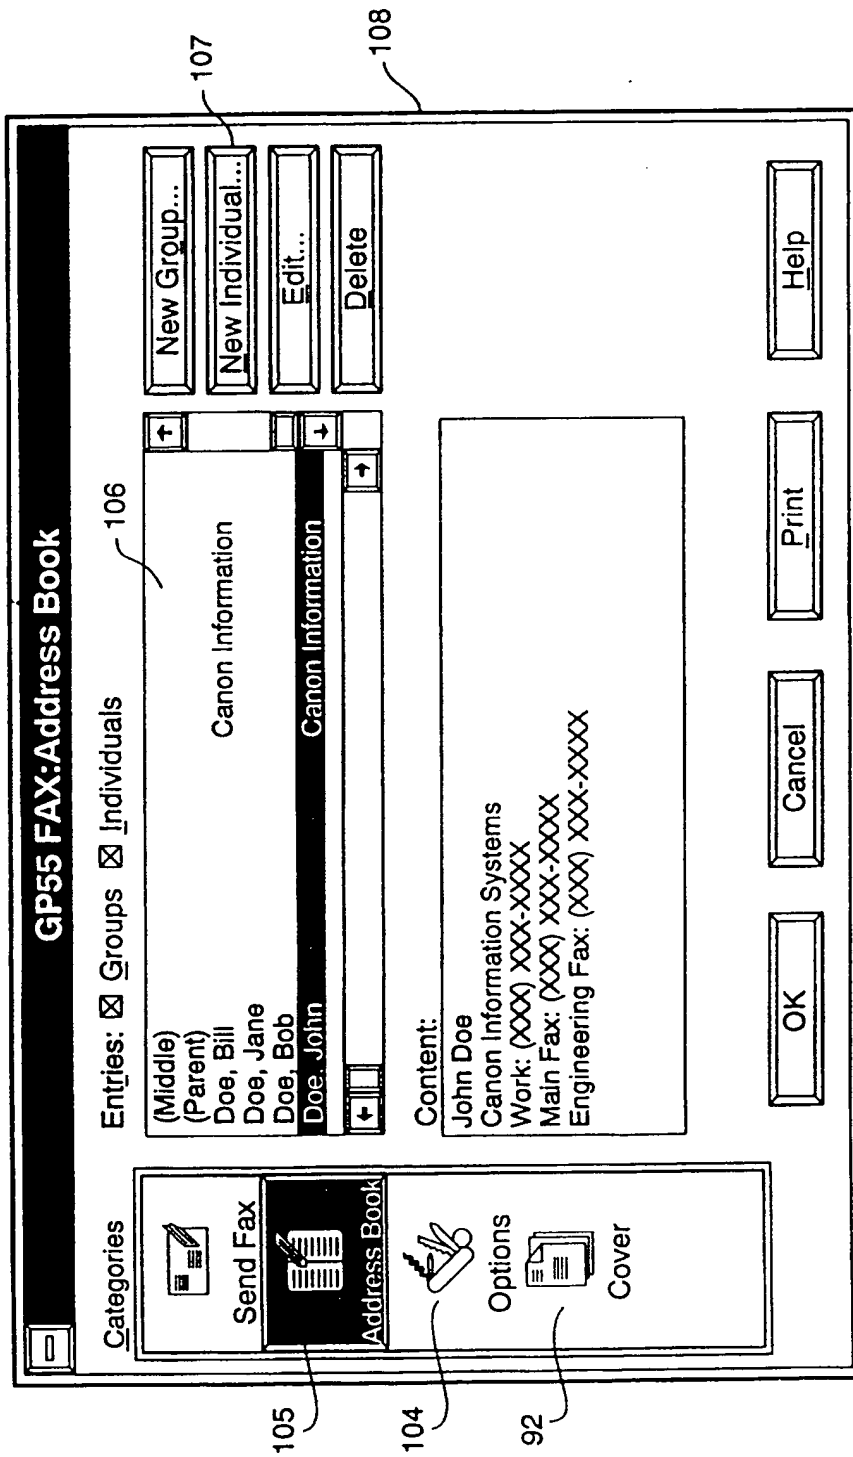 GP55 FAX:Address Book
Categories
Send Fax
Address Book
Options
Cover
Entries: ☒ Groups ☒ Individuals
(Middle)
(Parent)
Doe, Bill Canon Information
Doe, Jane
Doe, Bob
Doe, John Canon Information
New Group...
New Individual...
Edit...
Delete
Content:
John Doe
Canon Information Systems
Work: (XXX) XXX-XXXX
Main Fax: (XXX) XXX-XXXX
Engineering Fax: (XXX) XXX-XXXX
OK Cancel Print Help
105
104
92
106
107
108